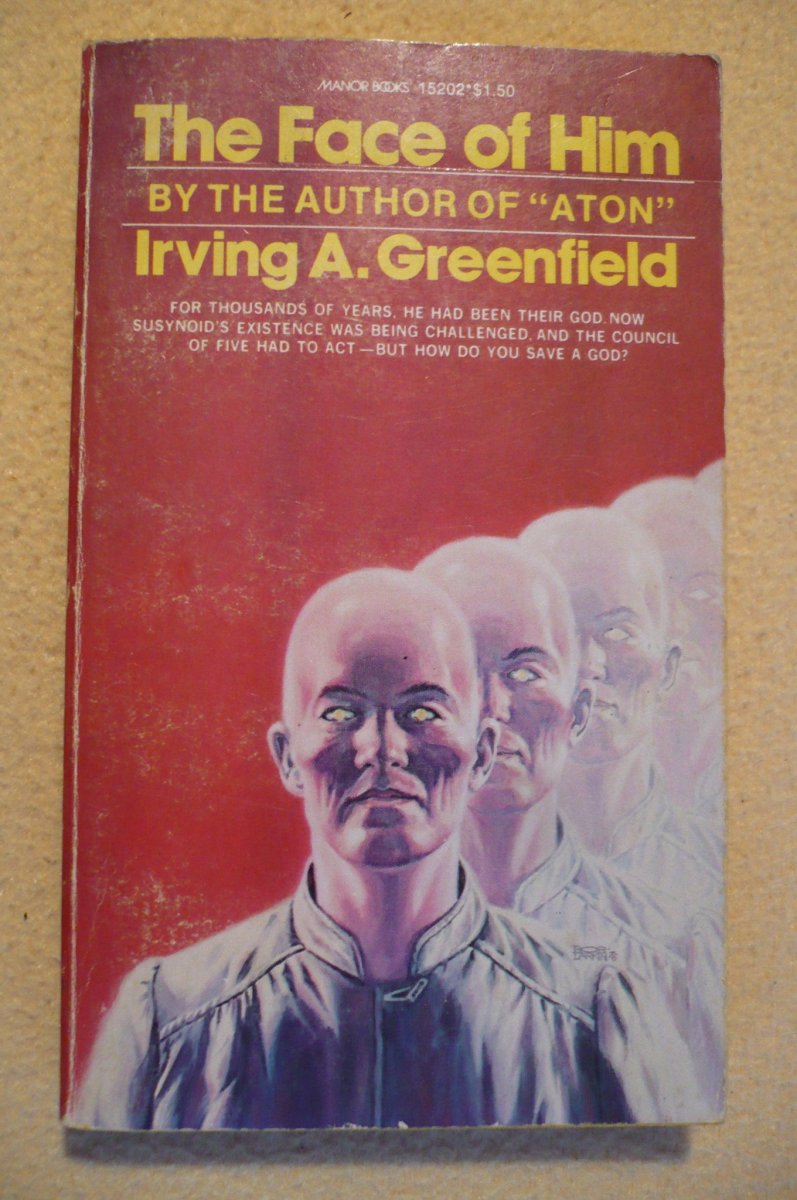 MANOR BOOKS 15202*$1.50
The Face of Him
BY THE AUTHOR OF “ATON”
Irving A. Greenfield
FOR THOUSANDS OF YEARS, HE HAD BEEN THEIR GOD. NOW
SUSYNOID'S EXISTENCE WAS BEING CHALLENGED, AND THE COUNCIL
OF FIVE HAD TO ACT—BUT HOW DO YOU SAVE A GOD?